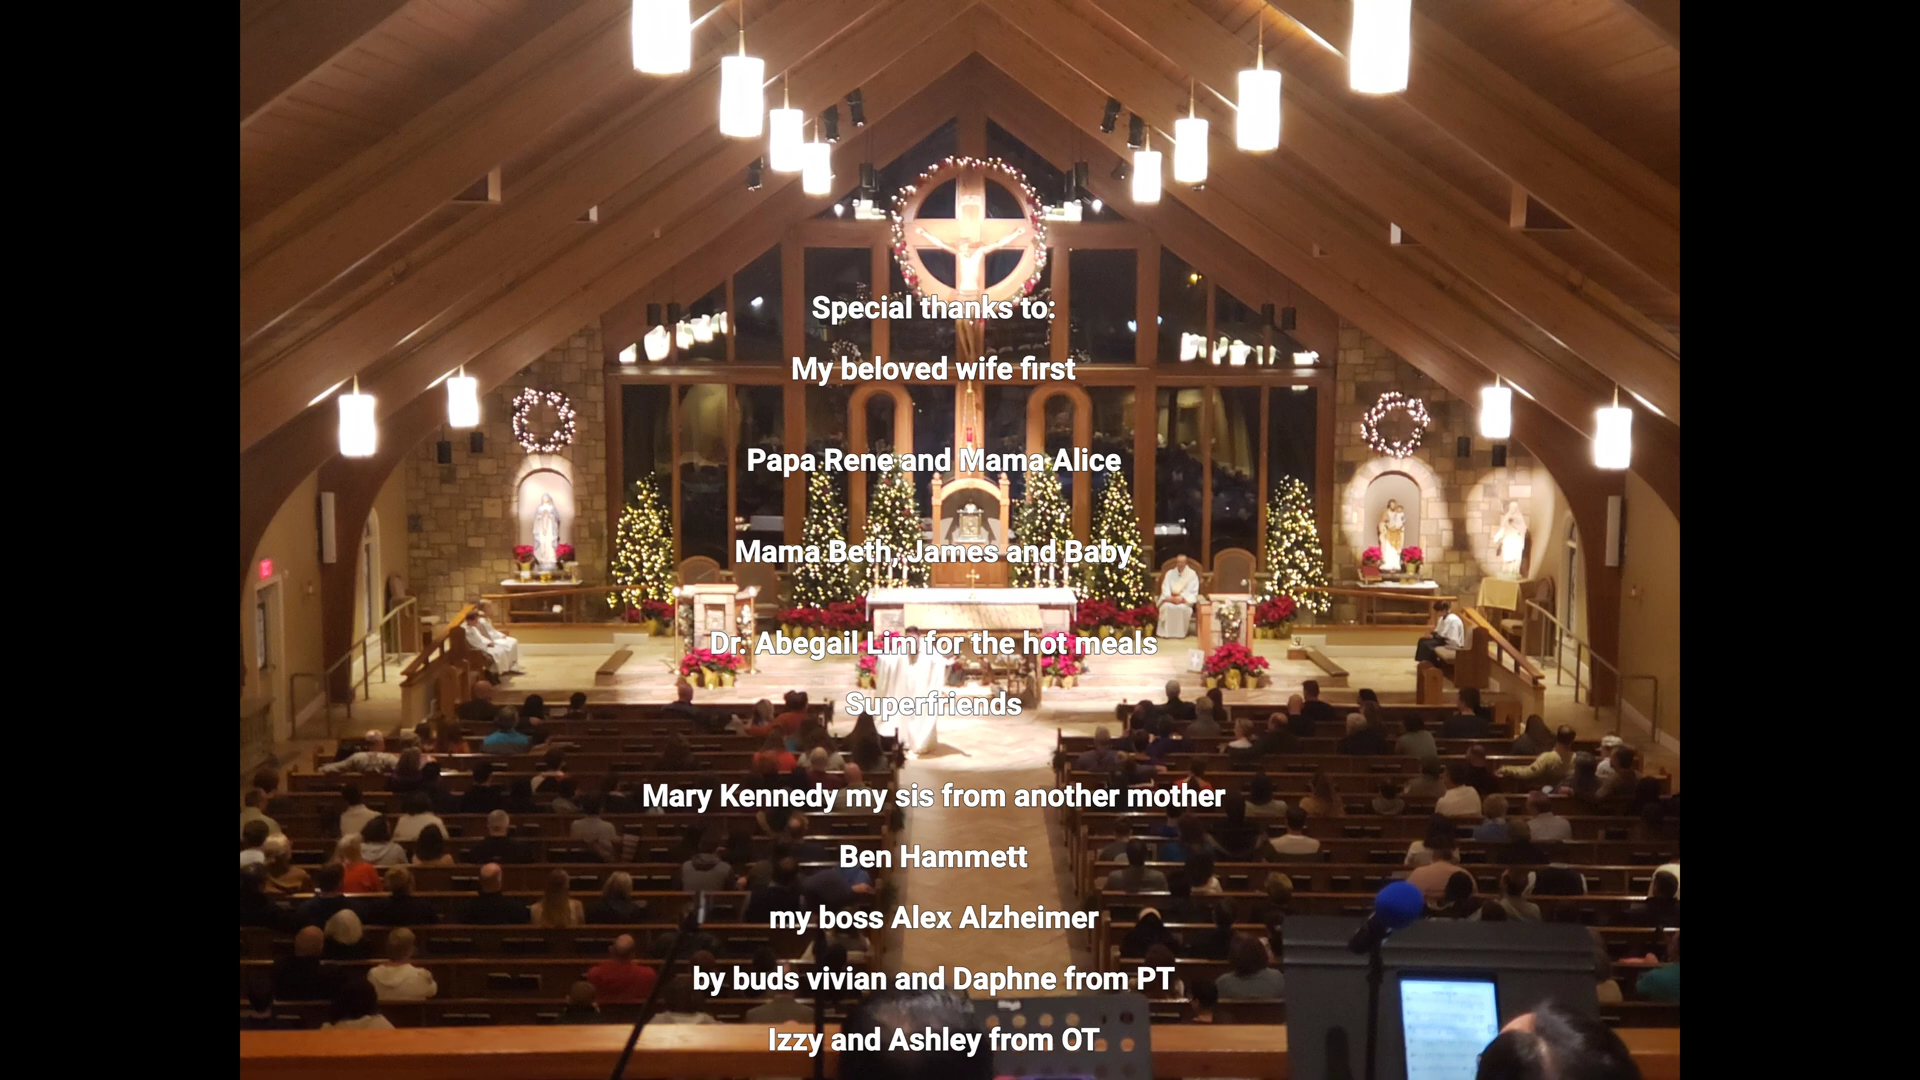 Special thanks to:
My beloved wife first
Papa Rene and Mama Alice
Mama Beth, James and Baby
Dr. Abegail Lim for the hot meals
Superfriends
Mary Kennedy my sis from another mother
Ben Hammett
my boss Alex Alzheimer
by buds vivian and Daphne from PT
Izzy and Ashley from OT